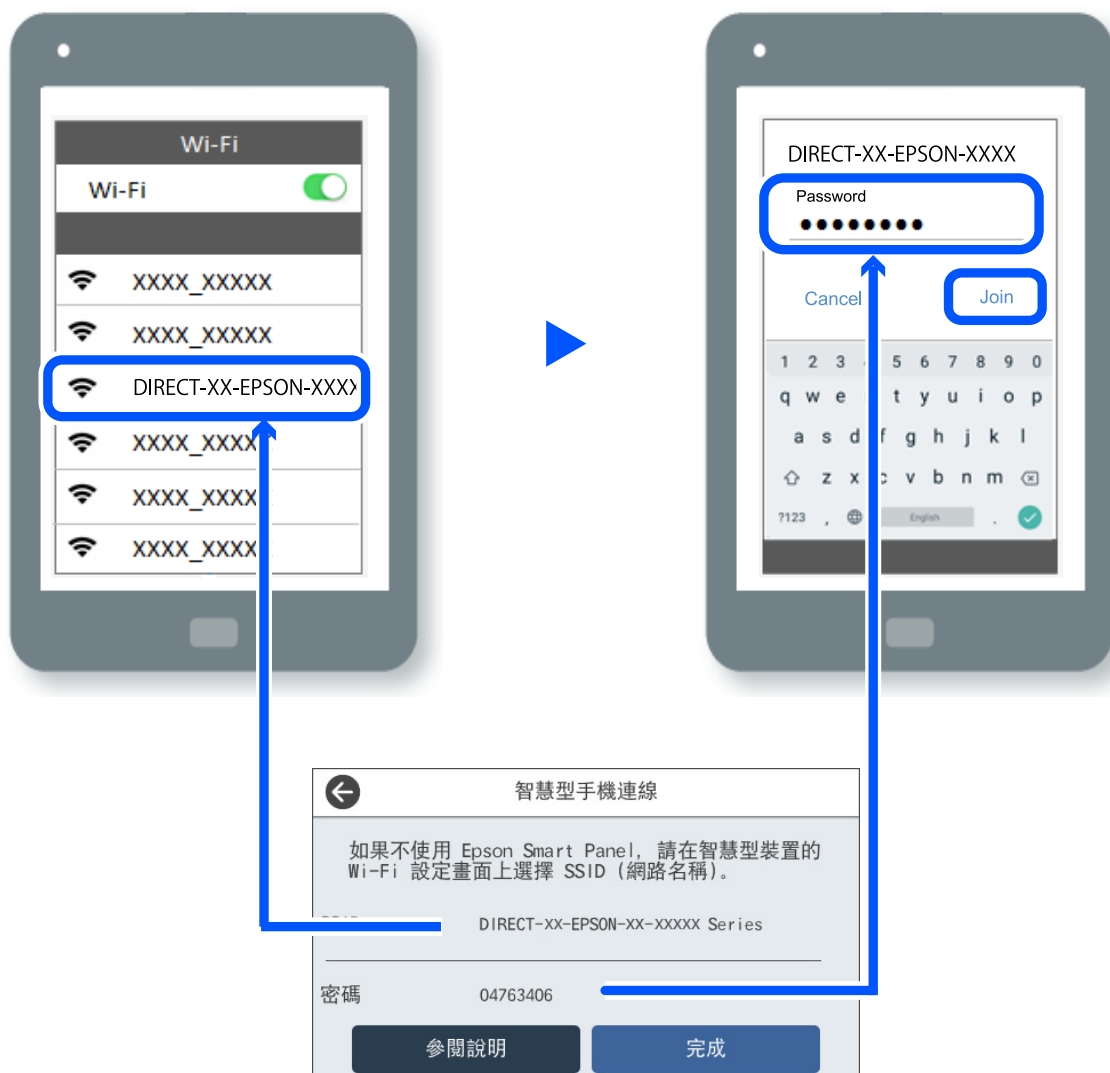 Wi-Fi
Wi-Fi
XXXX_XXXXX
XXXX_XXXXX
DIRECT-XX-EPSON-XXXX
XXXX_XXXX
XXXX_XXXX
XXXX_XXXX
DIRECT-XX-EPSON-XXXX
Password
●●●●●●●●
Cancel
Join
1 2 3 5 6 7 8 9 0
q w e t y u i o p
a s d f g h j k l
z x c v b n m
?123 , English .
智慧型手機連線
如果不使用 Epson Smart Panel, 請在智慧型裝置的
Wi-Fi 設定畫面上選擇 SSID (網路名稱)。
DIRECT-XX-EPSON-XX-XXXXX Series
密碼 04763406
參閱說明
完成